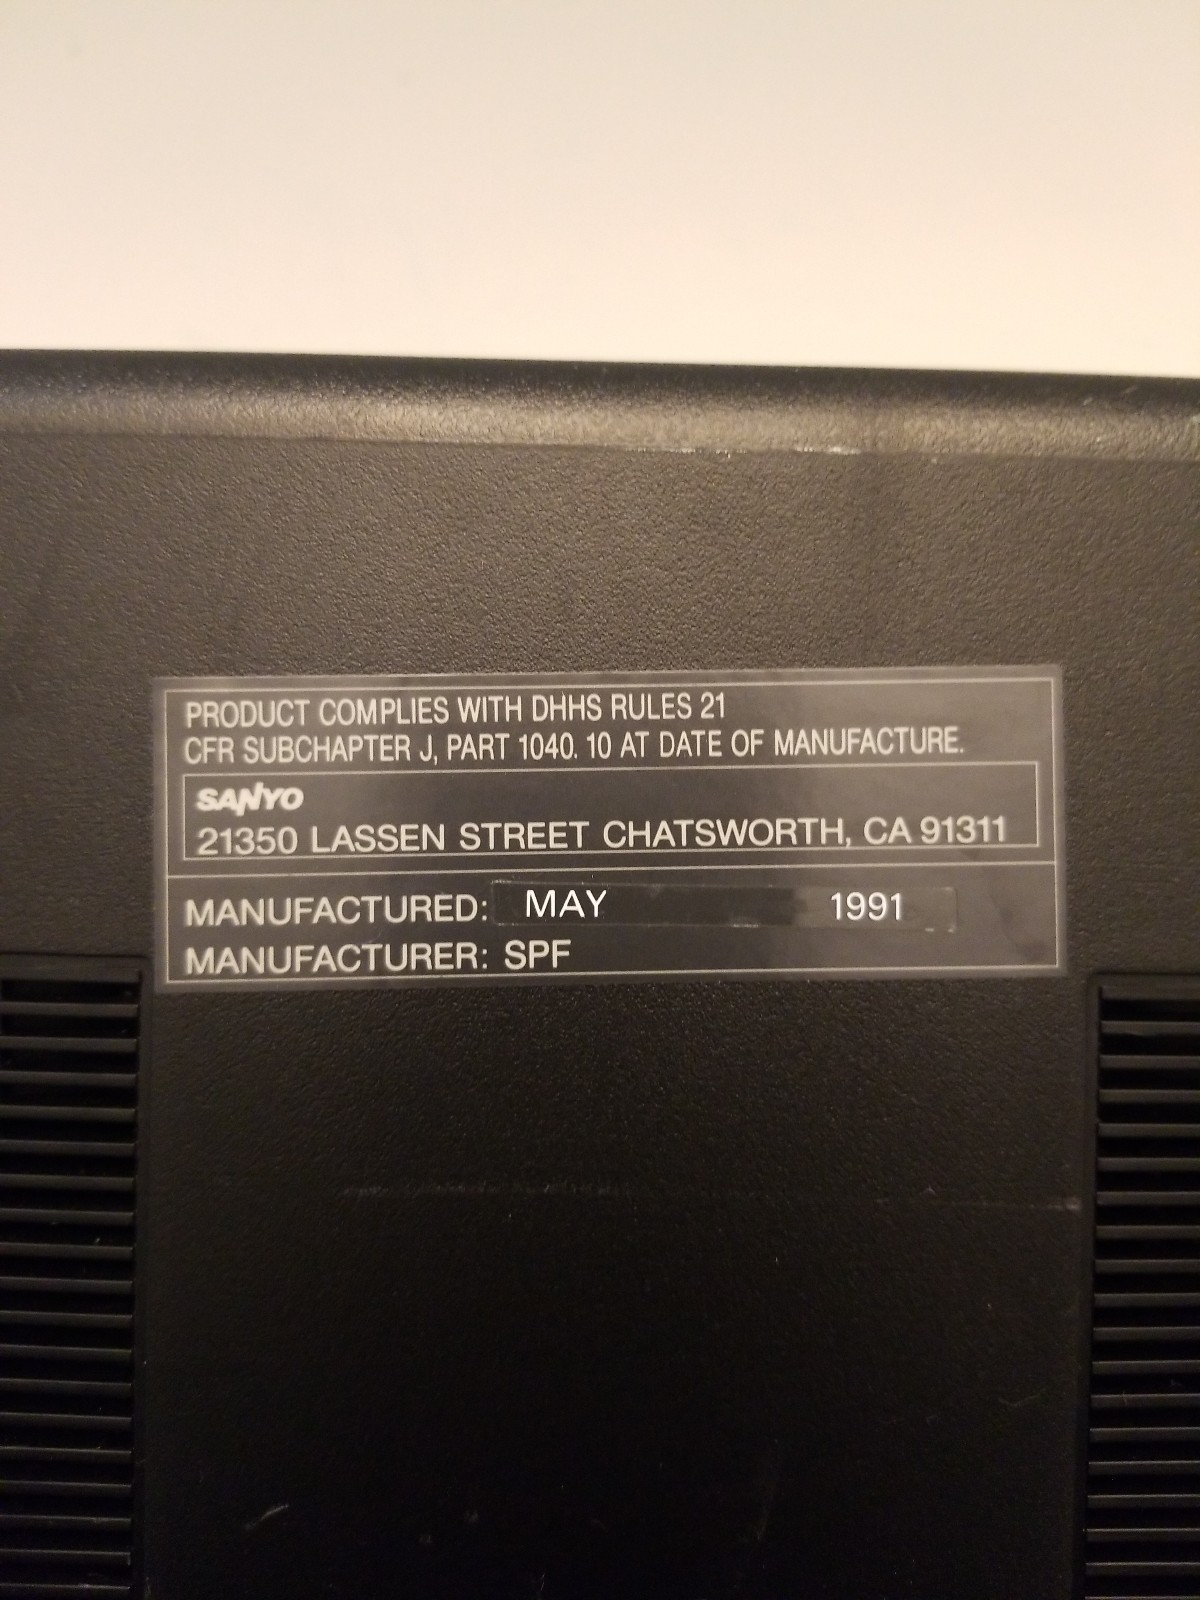 PRODUCT COMPLIES WITH DHHS RULES 21
CFR SUBCHAPTER J, PART 1040. 10 AT DATE OF MANUFACTURE.
SANYO
21350 LASSEN STREET CHATSWORTH, CA 91311
MANUFACTURED: MAY 1991
MANUFACTURER: SPF